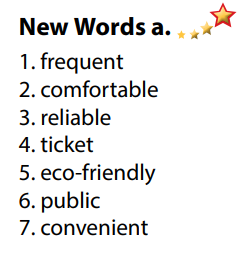 New Words a.
1. frequent
2. comfortable
3. reliable
4. ticket
5. eco-friendly
6. public
7. convenient